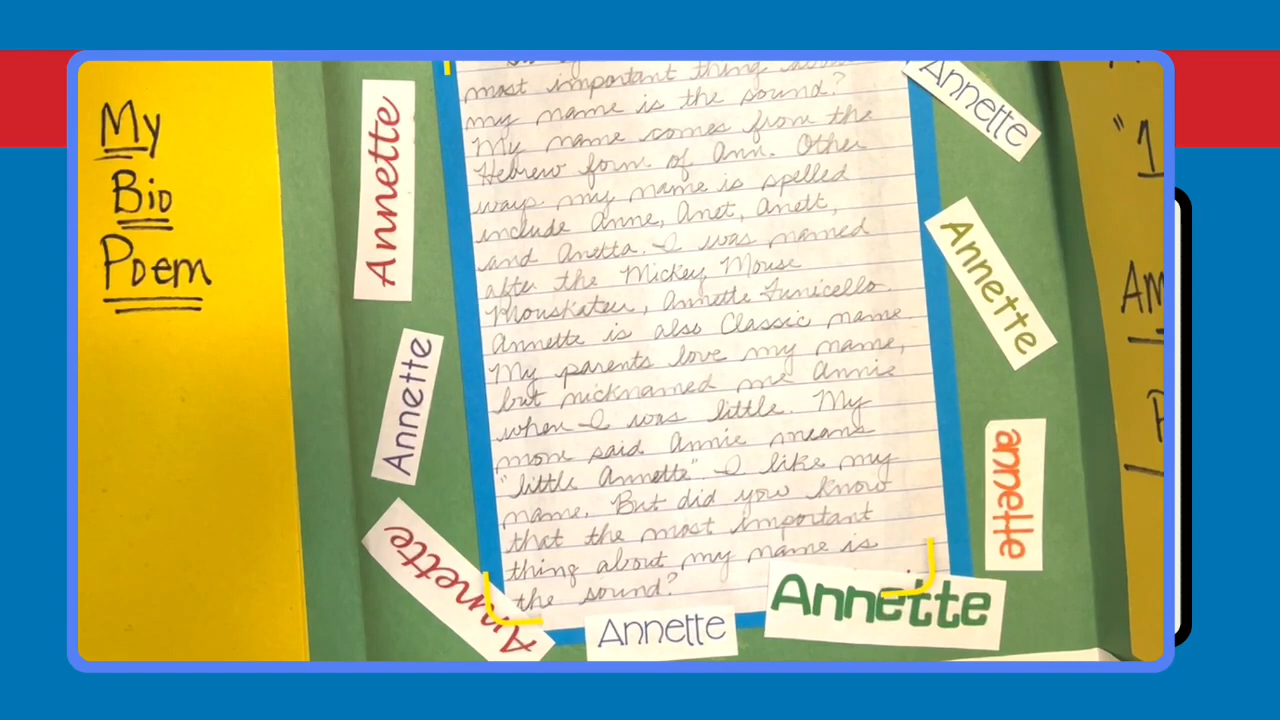 My
Bio
Poem
Annette
Annette
Annette
most important thing about
my name is the sound?
My name comes from the
Hebrew form of Ann. Other
ways my name is spelled
include Anne, Anet, Anett,
and Anetta. I was named
after the Mickey Mouse
Mouskateer, Annette Funicello.
Annette is also Classic name.
My parents love my name,
but nicknamed me Annie
when I was little. My
mom said Annie means
"little Annette". I like my
name. But did you know
that the most important
thing about my name is
the sound?
Annette
Annette
Annette
Annette
annette
"1
Am